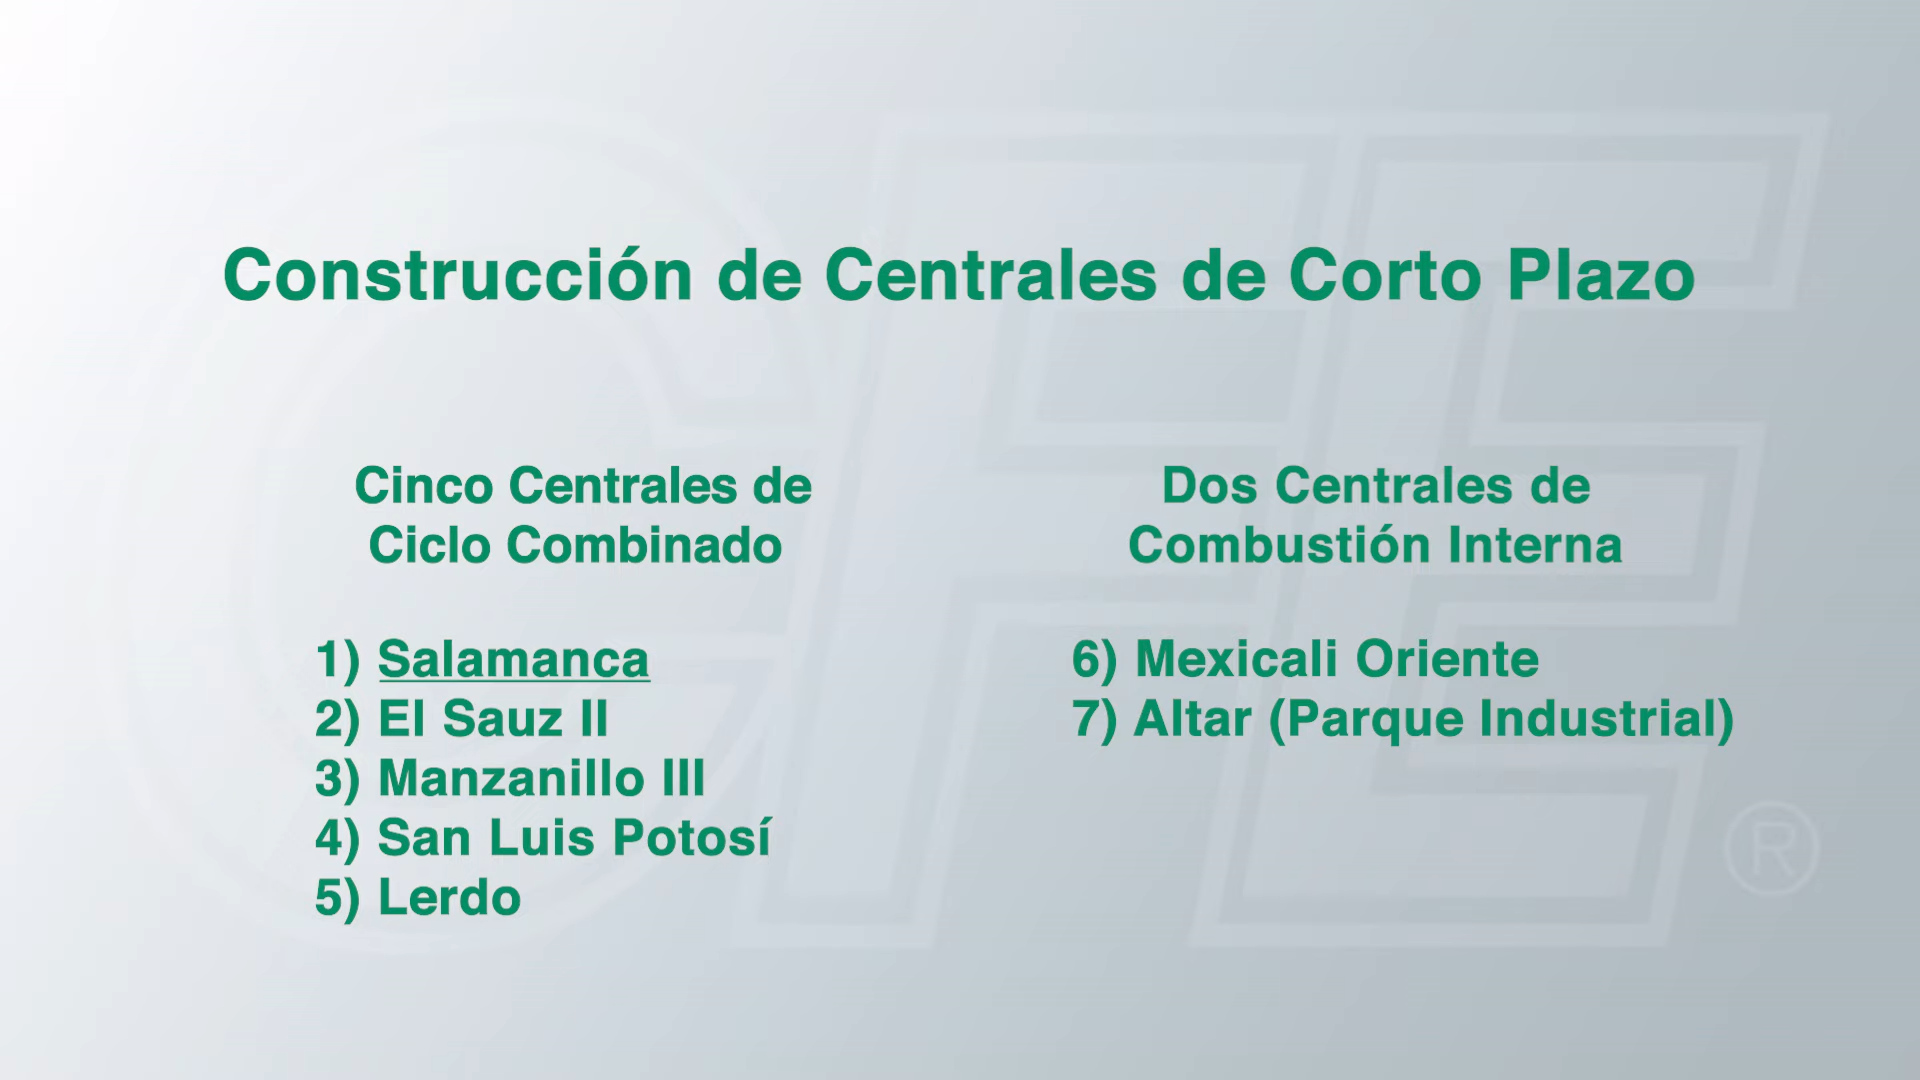 Construcción de Centrales de Corto Plazo
Cinco Centrales de
Ciclo Combinado
1) Salamanca
2) El Sauz II
3) Manzanillo III
4) San Luis Potosí
5) Lerdo
Dos Centrales de
Combustión Interna
6) Mexicali Oriente
7) Altar (Parque Industrial)
CFE
®